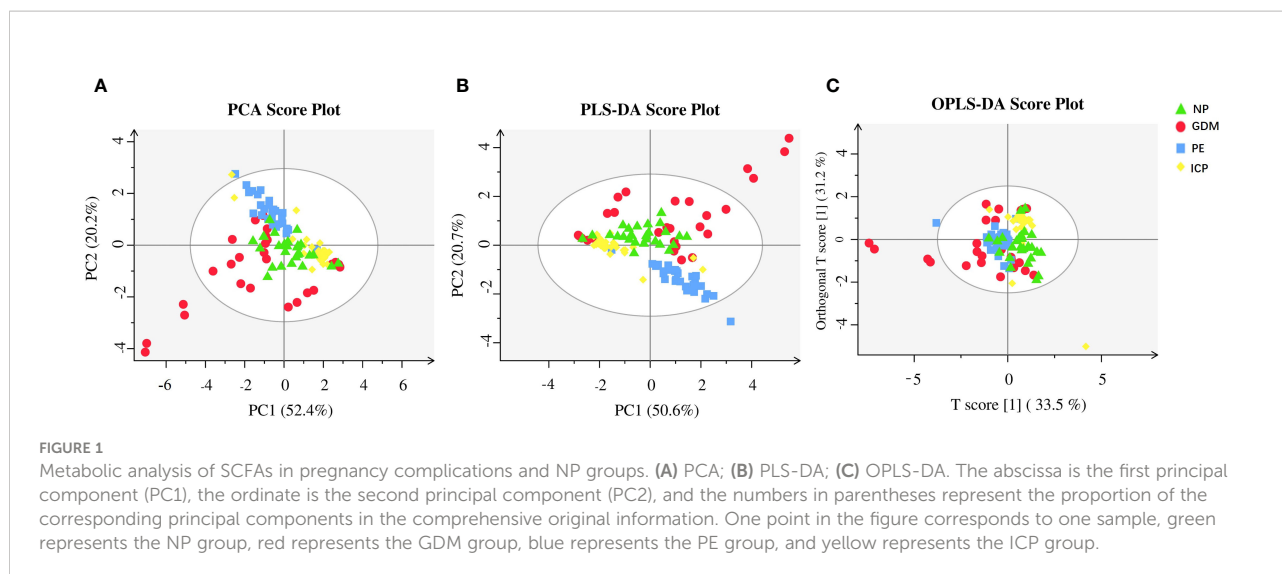 A
B
C
PCA Score Plot
PLS-DA Score Plot
OPLS-DA Score Plot
NP
GDM
PE
ICP
4
2
0
-2
-4
PC2 (20.2%)
-6
-4
-2
0
2
4
6
PC1 (52.4%)
4
2
0
-2
-4
PC2 (20.7%)
-4
-2
0
2
4
PC1 (50.6%)
4
2
0
-2
-4
Orthogonal T score [1] (31.2 %)
-5
0
5
T score [1] ( 33.5 %)
FIGURE 1
Metabolic analysis of SCFAs in pregnancy complications and NP groups. (A) PCA; (B) PLS-DA; (C) OPLS-DA. The abscissa is the first principal
component (PC1), the ordinate is the second principal component (PC2), and the numbers in parentheses represent the proportion of the
corresponding principal components in the comprehensive original information. One point in the figure corresponds to one sample, green
represents the NP group, red represents the GDM group, blue represents the PE group, and yellow represents the ICP group.